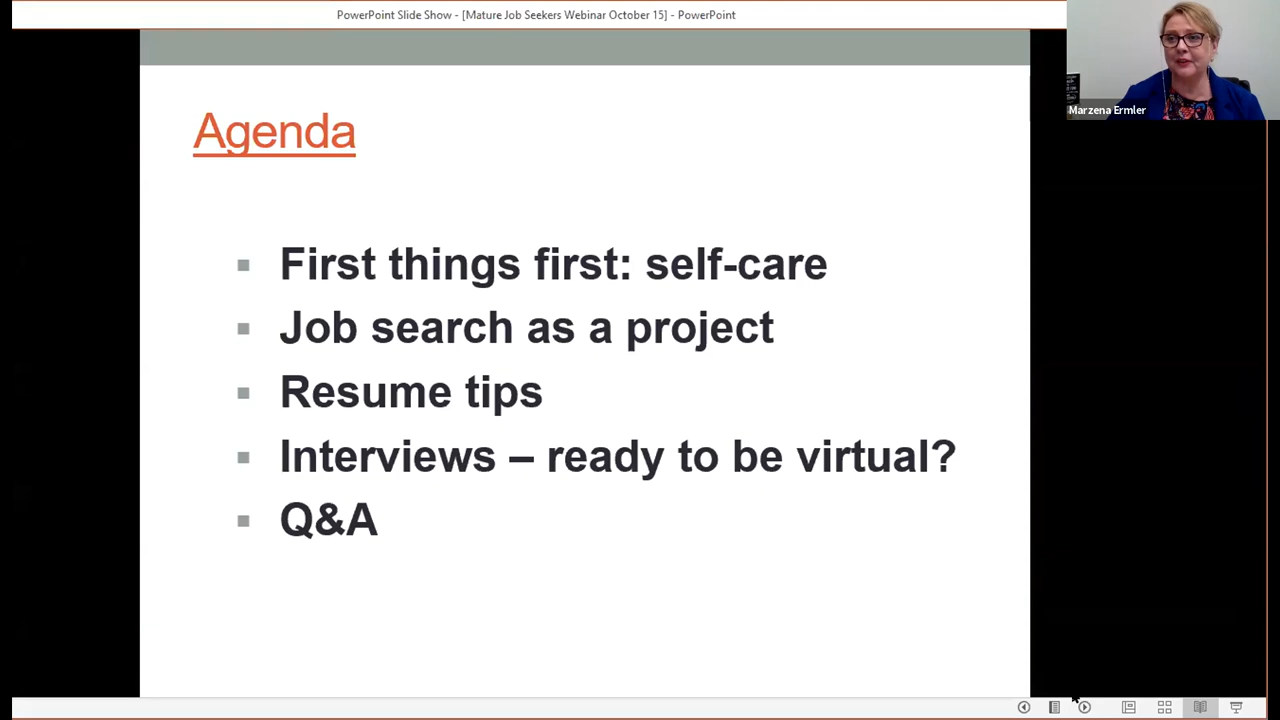 PowerPoint Slide Show - [Mature Job Seekers Webinar October 15] - PowerPoint
Marzena Ermler
Agenda
First things first: self-care
Job search as a project
Resume tips
Interviews – ready to be virtual?
Q&A